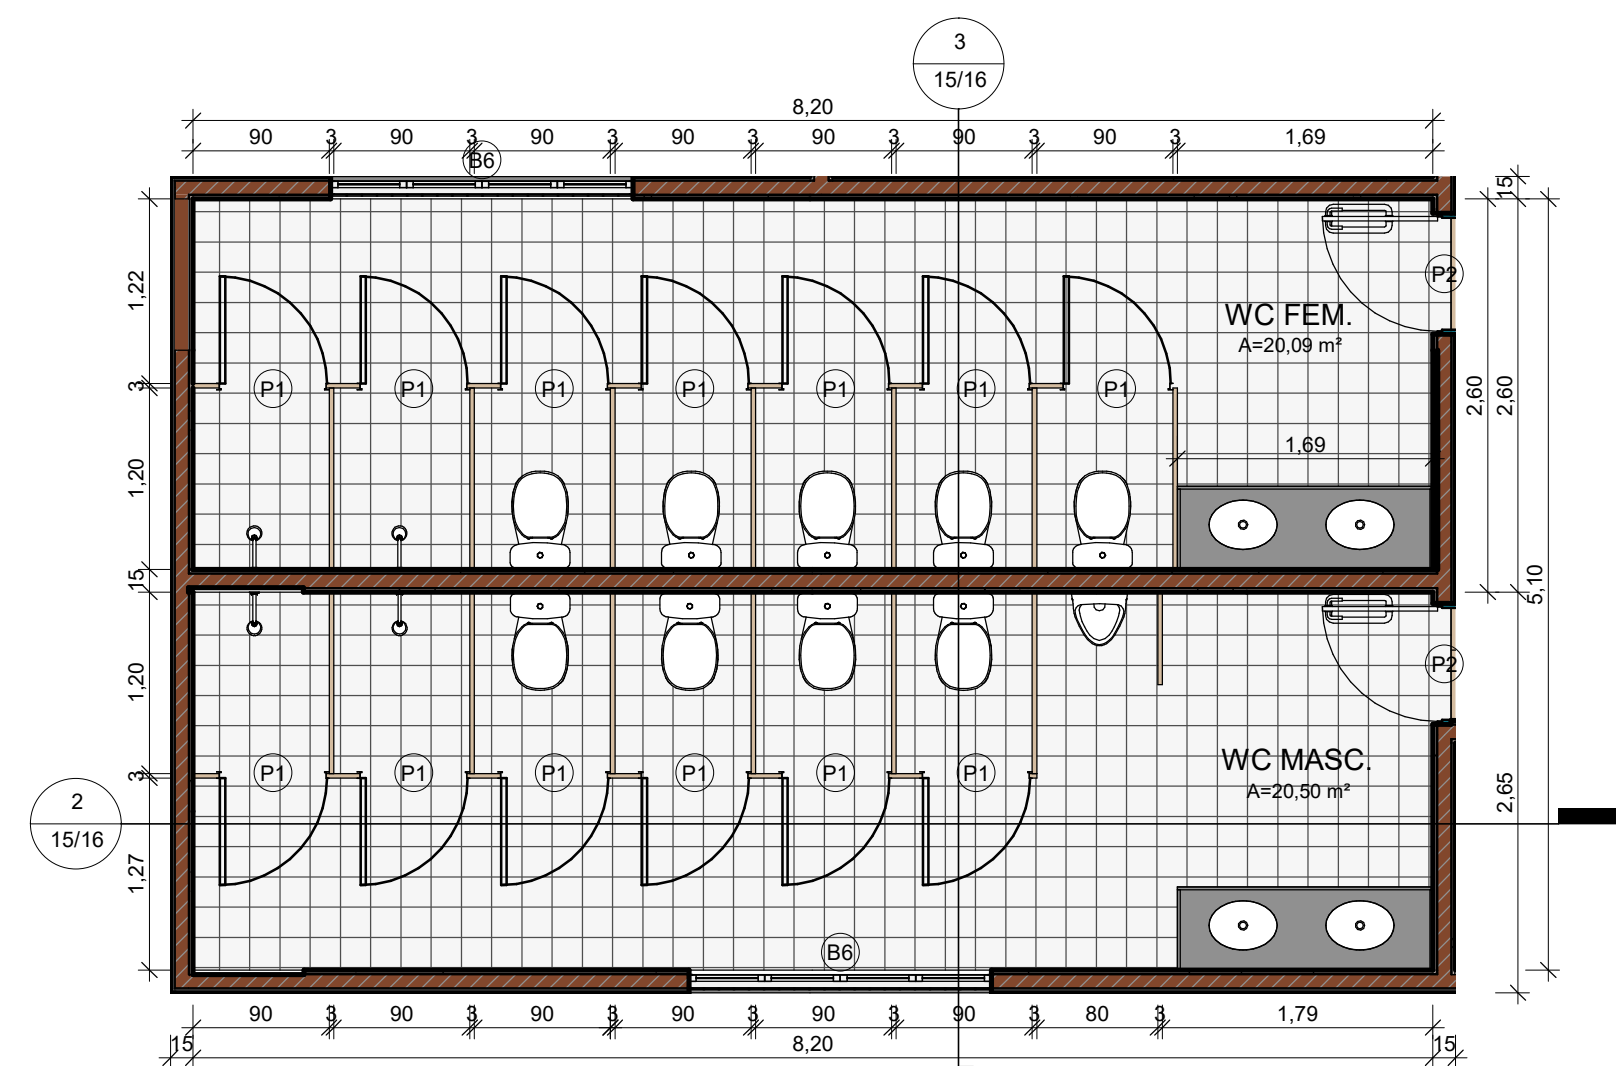 3
15/16
8,20
90 3 90 3 90 3 90 3 90 3 90 3 90 3 1,69
B6
15
P2
1,22
WC FEM.
A=20,09 m²
3
P1 P1 P1 P1 P1 P1 P1
2,60 2,60
1,69
1,20
15
5,10
1,20
P2
WC MASC.
A=20,50 m²
3
P1 P1 P1 P1 P1 P1
2
15/16
2,65
1,27
B6
90 3 90 3 90 3 90 3 90 3 90 3 80 3 1,79
15 8,20 15